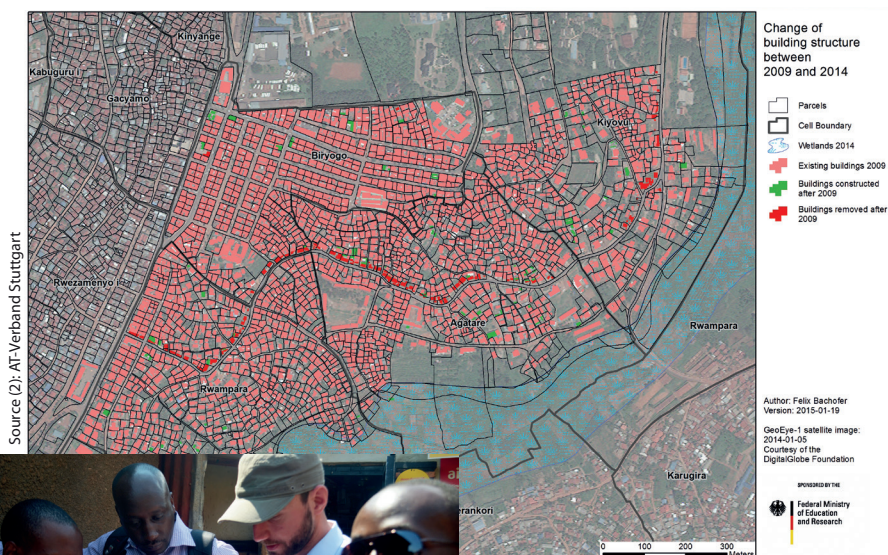 Change of
building structure
between
2009 and 2014
Parcels
Cell Boundary
Wetlands 2014
Existing buildings 2009
Buildings constructed
after 2009
Buildings removed after
2009
Kinyange
Kabuguru i
Gacyamo
Biryogo
Kiyovu
Rwezamenyo i
Agatare
Rwampara
Rwampara
Karugira
erankori
Source (2): AT-Verband Stuttgart
Author: Felix Bachofer
Version: 2015-01-19
GeoEye-1 satellite image:
2014-01-05
Courtesy of the
DigitalGlobe Foundation
SPONSORED BY THE
Federal Ministry
of Education
and Research
0 100 200 300
Meters